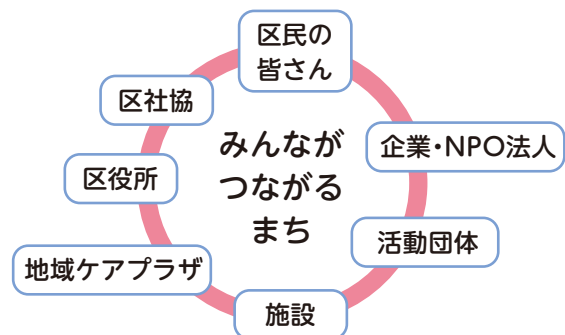 区民の
皆さん
区社協
企業・NPO法人
みんなが
つながる
まち
区役所
活動団体
地域ケアプラザ
施設